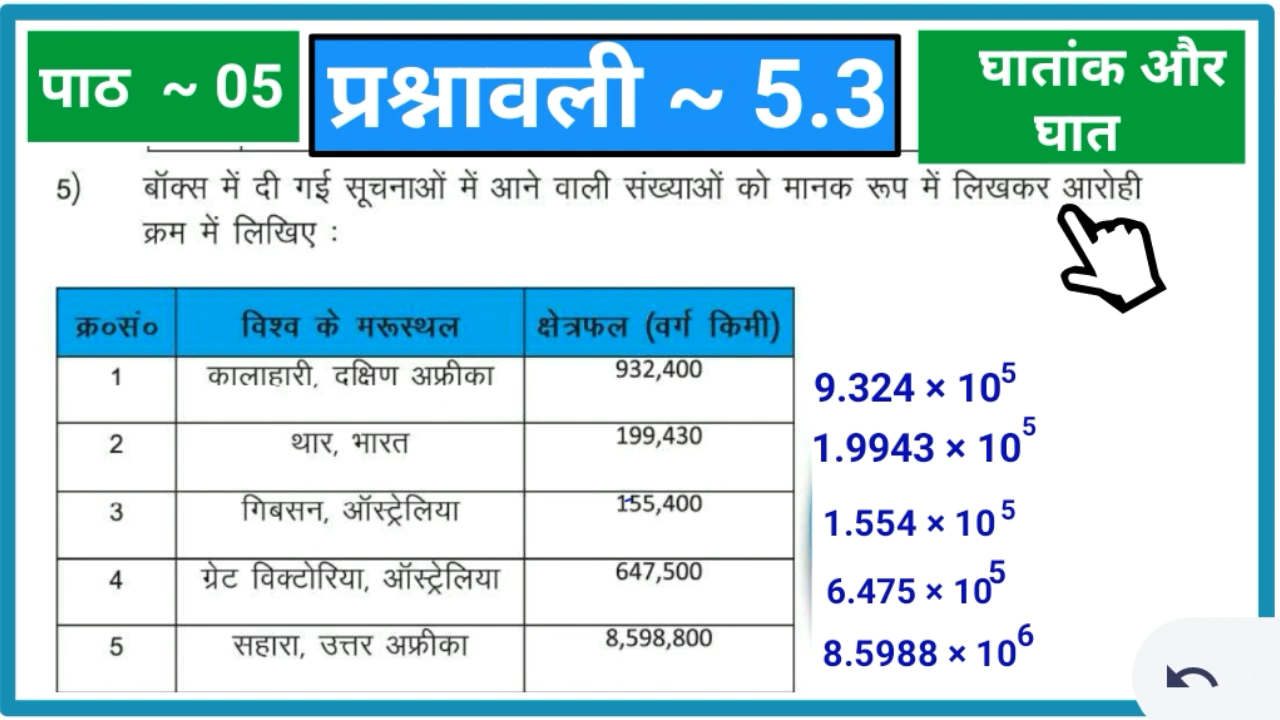 पाठ ~ 05
प्रश्नावली ~ 5.3
घातांक और
घात
5) बॉक्स में दी गई सूचनाओं में आने वाली संख्याओं को मानक रूप में लिखकर आरोही
क्रम में लिखिए :
क्र०सं० विश्व के मरूस्थल क्षेत्रफल (वर्ग किमी)
1 कालाहारी, दक्षिण अफ्रीका 932,400 9.324 × 10⁵
2 थार, भारत 199,430 1.9943 × 10⁵
3 गिबसन, ऑस्ट्रेलिया 155,400 1.554 × 10⁵
4 ग्रेट विक्टोरिया, ऑस्ट्रेलिया 647,500 6.475 × 10⁵
5 सहारा, उत्तर अफ्रीका 8,598,800 8.5988 × 10⁶